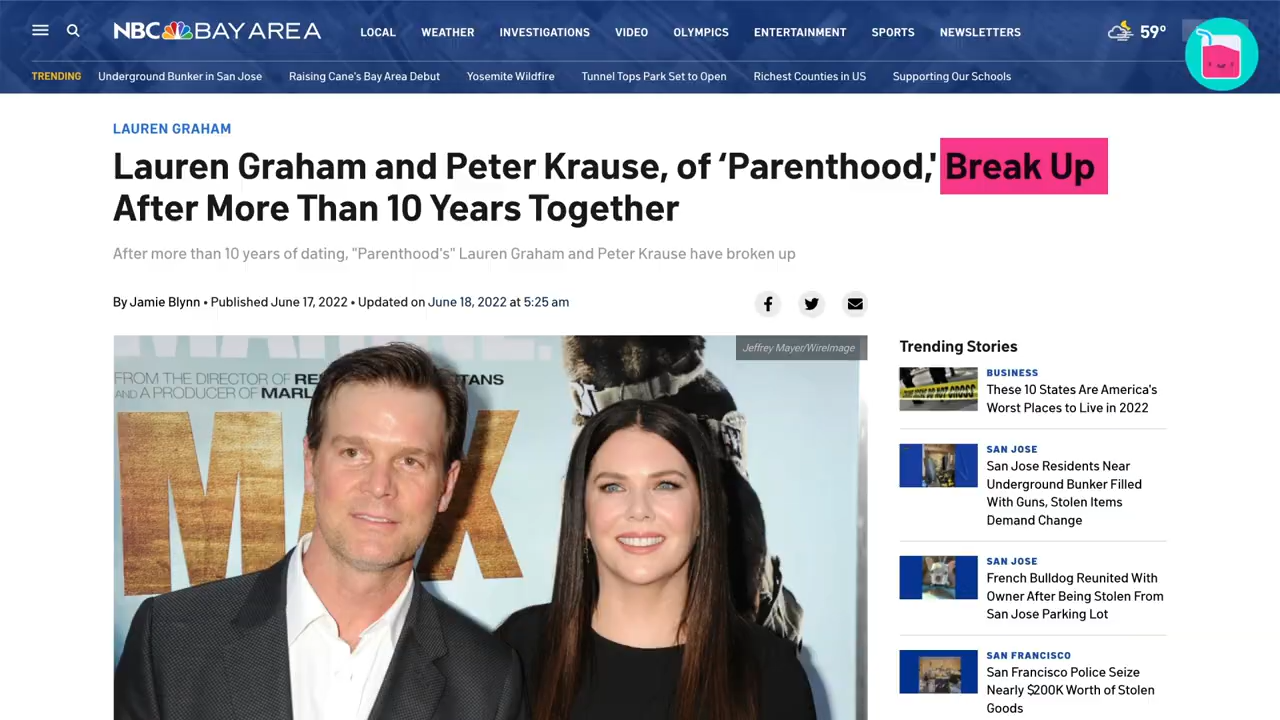 NBC BAY AREA
LOCAL
WEATHER
INVESTIGATIONS
VIDEO
OLYMPICS
ENTERTAINMENT
SPORTS
NEWSLETTERS
59°
TRENDING
Underground Bunker in San Jose
Raising Cane's Bay Area Debut
Yosemite Wildfire
Tunnel Tops Park Set to Open
Richest Counties in US
Supporting Our Schools
LAUREN GRAHAM
Lauren Graham and Peter Krause, of ‘Parenthood,' Break Up
After More Than 10 Years Together
After more than 10 years of dating, "Parenthood's" Lauren Graham and Peter Krause have broken up
By Jamie Blynn • Published June 17, 2022 • Updated on June 18, 2022 at 5:25 am
Jeffrey Mayer/WireImage
FROM THE DIRECTOR OF RE TANS
AND A PRODUCER OF MARL
M X
Trending Stories
BUSINESS
These 10 States Are America's
Worst Places to Live in 2022
SAN JOSE
San Jose Residents Near
Underground Bunker Filled
With Guns, Stolen Items
Demand Change
SAN JOSE
French Bulldog Reunited With
Owner After Being Stolen From
San Jose Parking Lot
SAN FRANCISCO
San Francisco Police Seize
Nearly $200K Worth of Stolen
Goods